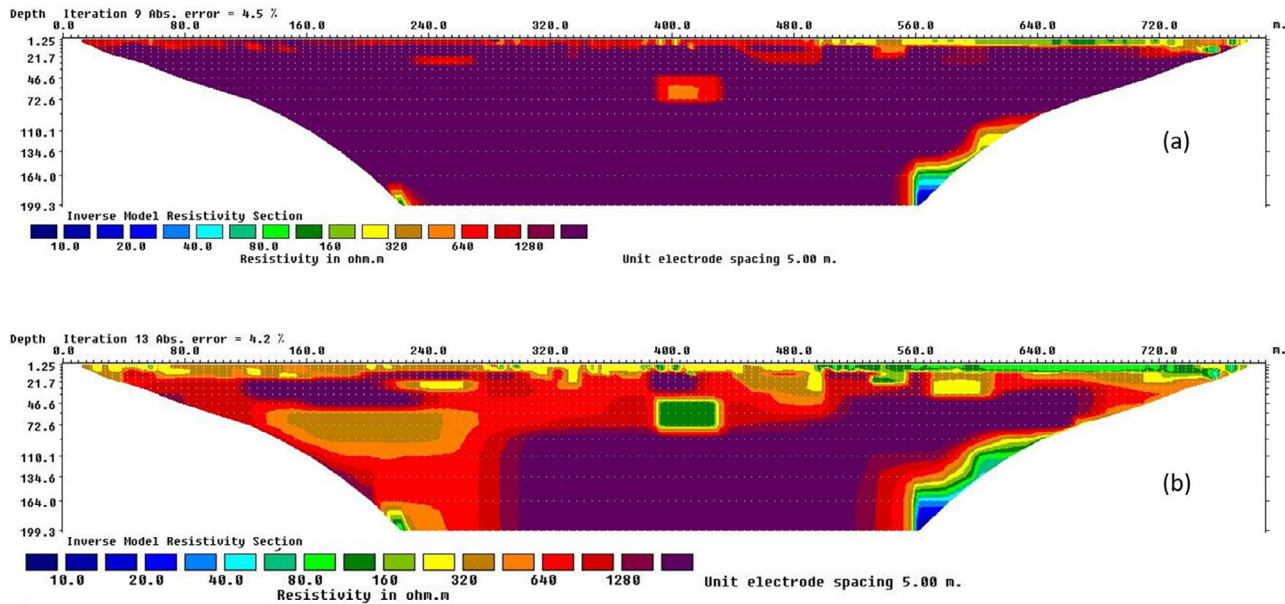 Depth Iteration 9 Abs. error = 4.5 %
0.0 80.0 160.0 240.0 320.0 400.0 480.0 560.0 640.0 720.0 m.
1.25
21.7
46.6
72.6
110.1
134.6
164.0
199.3
(a)
Inverse Model Resistivity Section
10.0 20.0 40.0 80.0 160 320 640 1280
Resistivity in ohm.m Unit electrode spacing 5.00 m.
Depth Iteration 13 Abs. error = 4.2 %
0.0 80.0 160.0 240.0 320.0 400.0 480.0 560.0 640.0 720.0 m.
1.25
21.7
46.6
72.6
110.1
134.6
164.0
199.3
(b)
Inverse Model Resistivity Section
10.0 20.0 40.0 80.0 160 320 640 1280 Unit electrode spacing 5.00 m.
Resistivity in ohm.m